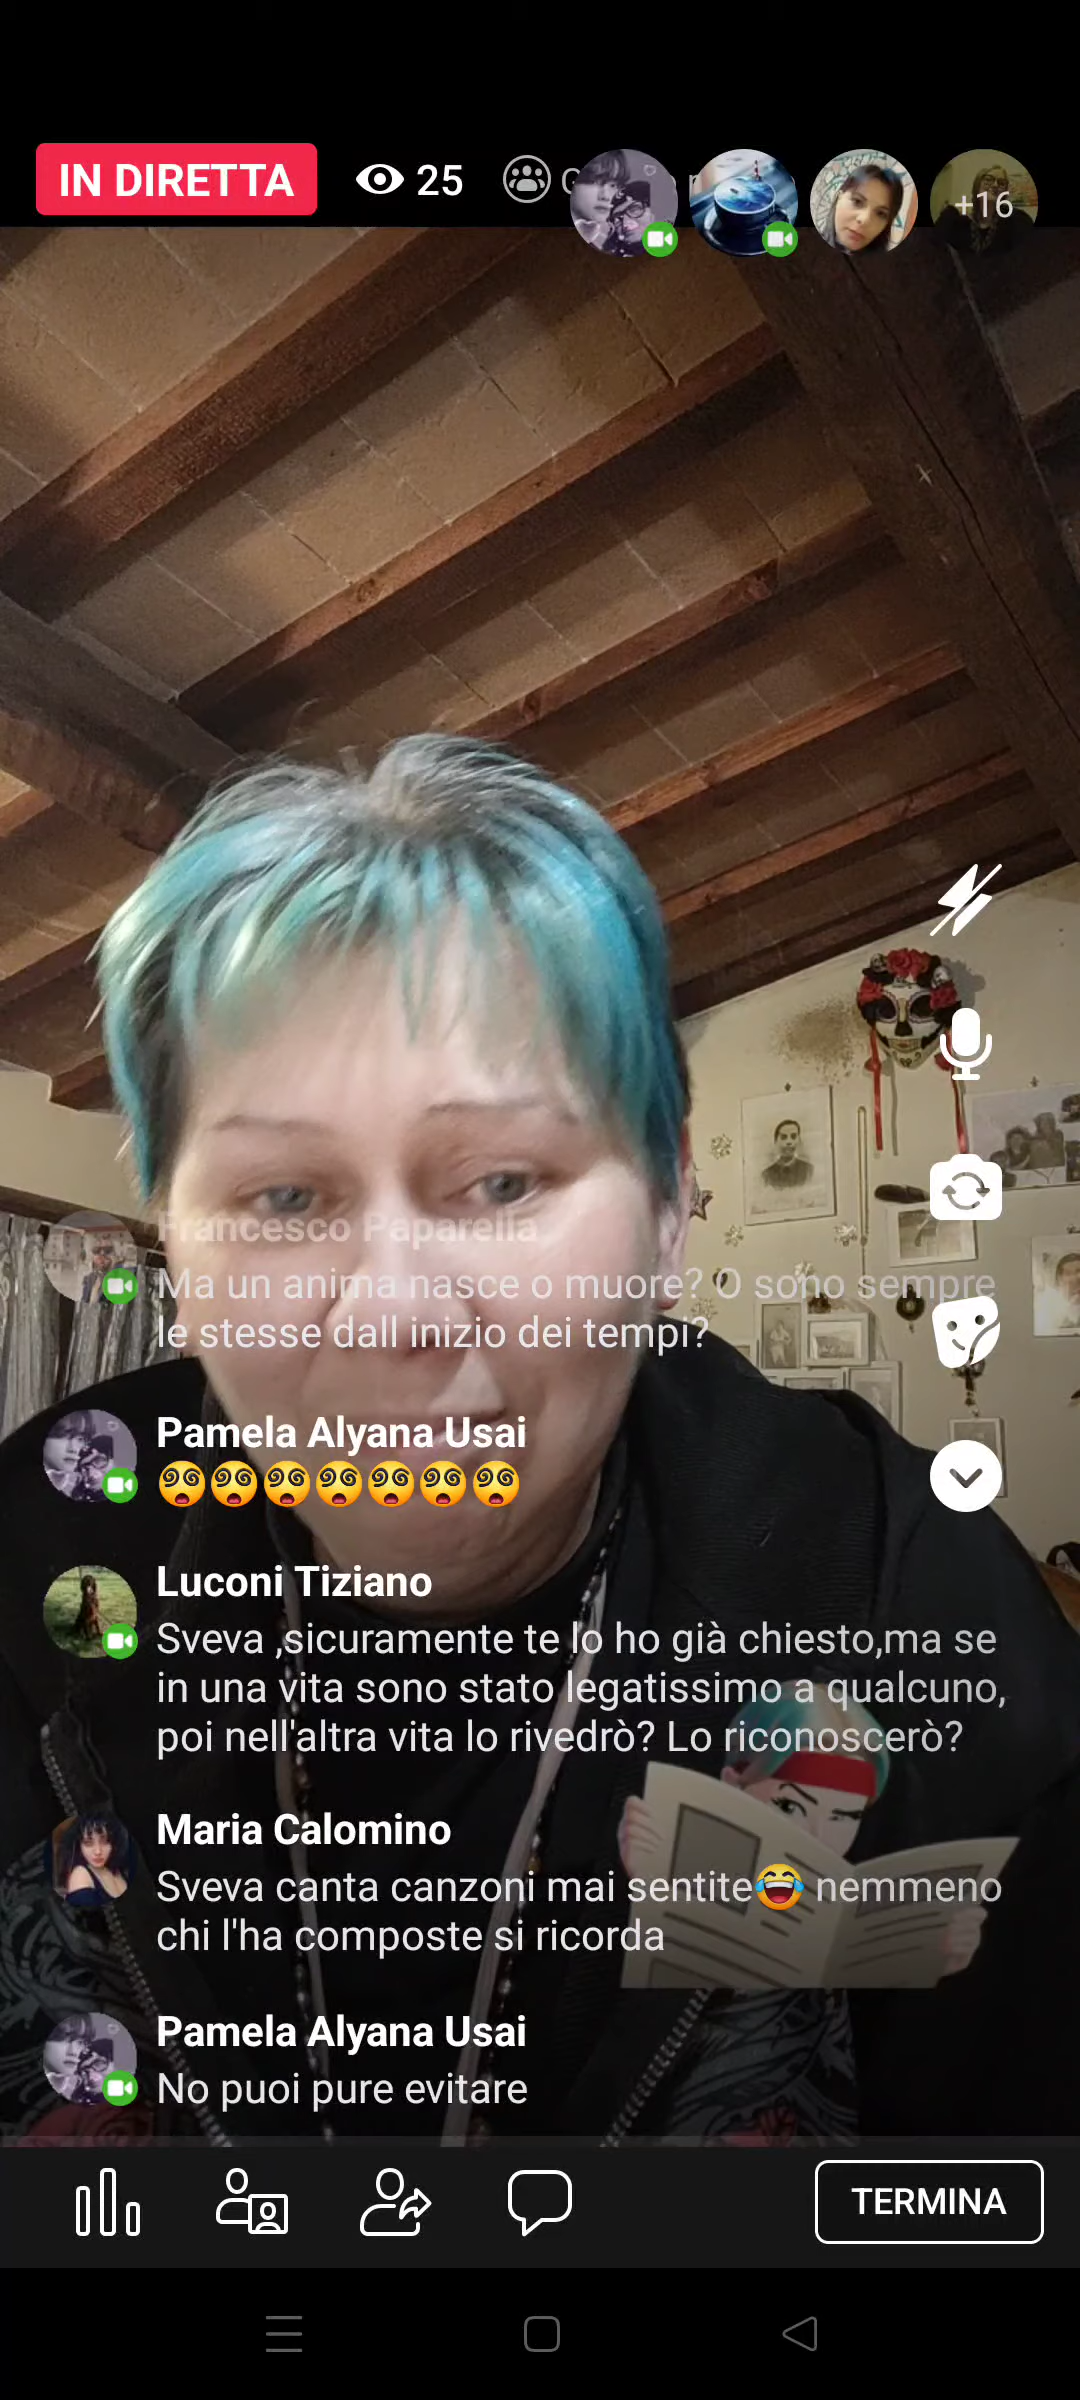 IN DIRETTA
25
+16
Francesco Paparella
Ma un anima nasce o muore? O sono sempre
le stesse dall inizio dei tempi?
Pamela Alyana Usai
😵‍💫😵‍💫😵‍💫😵‍💫😵‍💫😵‍💫😵‍💫
Luconi Tiziano
Sveva ,sicuramente te lo ho già chiesto,ma se
in una vita sono stato legatissimo a qualcuno,
poi nell'altra vita lo rivedrò? Lo riconoscerò?
Maria Calomino
Sveva canta canzoni mai sentite😂 nemmeno
chi l'ha composte si ricorda
Pamela Alyana Usai
No puoi pure evitare
TERMINA